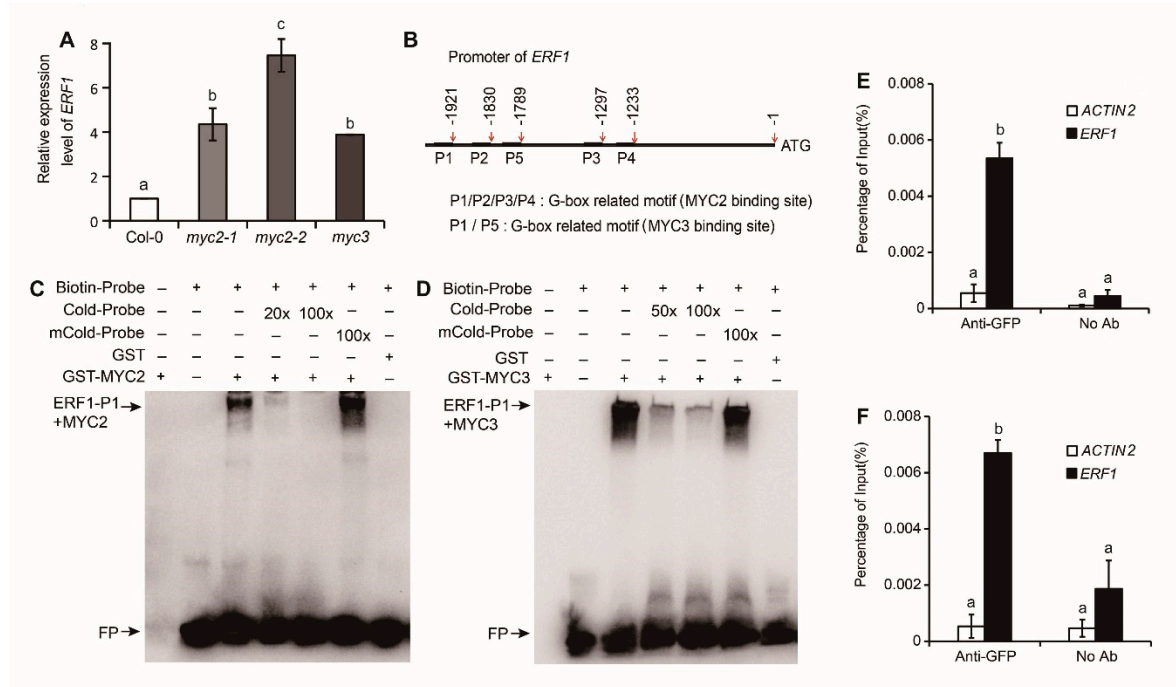 A
Relative expression
level of ERF1
8
6
4
2
0
a
b
c
b
Col-0 myc2-1 myc2-2 myc3
B
Promoter of ERF1
-1921
-1830
-1789
-1297
-1233
-1
P1 P2 P5 P3 P4 ATG
P1/P2/P3/P4 : G-box related motif (MYC2 binding site)
P1 / P5 : G-box related motif (MYC3 binding site)
C
Biotin-Probe – + + + + + +
Cold-Probe – – – 20x 100x – –
mCold-Probe – – – – – 100x –
GST – – – – – – +
GST-MYC2 + – + + + + –
ERF1-P1
+MYC2
FP
D
Biotin-Probe – + + + + + +
Cold-Probe – – – 50x 100x – –
mCold-Probe – – – – – 100x –
GST – – – – – – +
GST-MYC3 + – + + + + –
ERF1-P1
+MYC3
FP
E
Percentage of Input(%)
0.008
0.006
0.004
0.002
0
ACTIN2
ERF1
a
b
a
a
Anti-GFP No Ab
F
Percentage of Input(%)
0.008
0.006
0.004
0.002
0
ACTIN2
ERF1
a
b
a
a
Anti-GFP No Ab